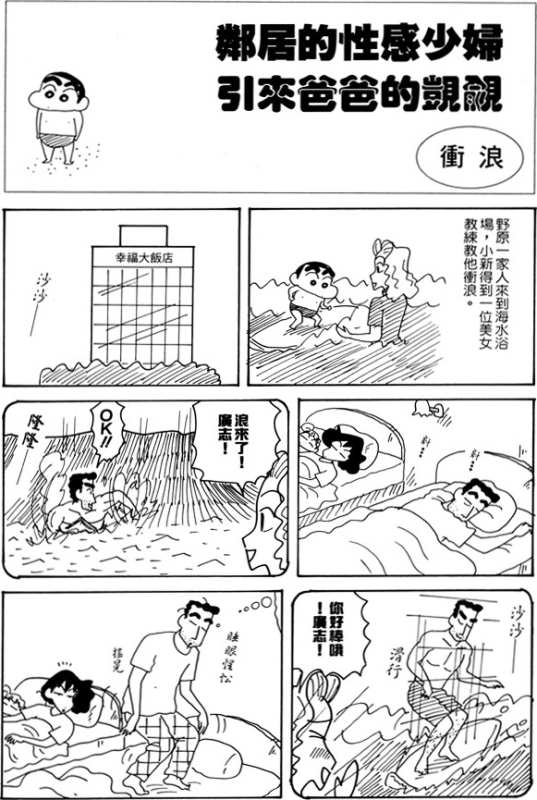 鄰居的性感少婦
引來爸爸的覬覦
衝浪
野原一家人來到海水浴
場，小新得到一位美女
教練教他衝浪。
幸福大飯店
沙沙
鼾…
鼾…
浪來了！
廣志！
OK!!
隆隆
沙沙
滑行
你好棒哦
！廣志！
睡眼惺忪
搖晃